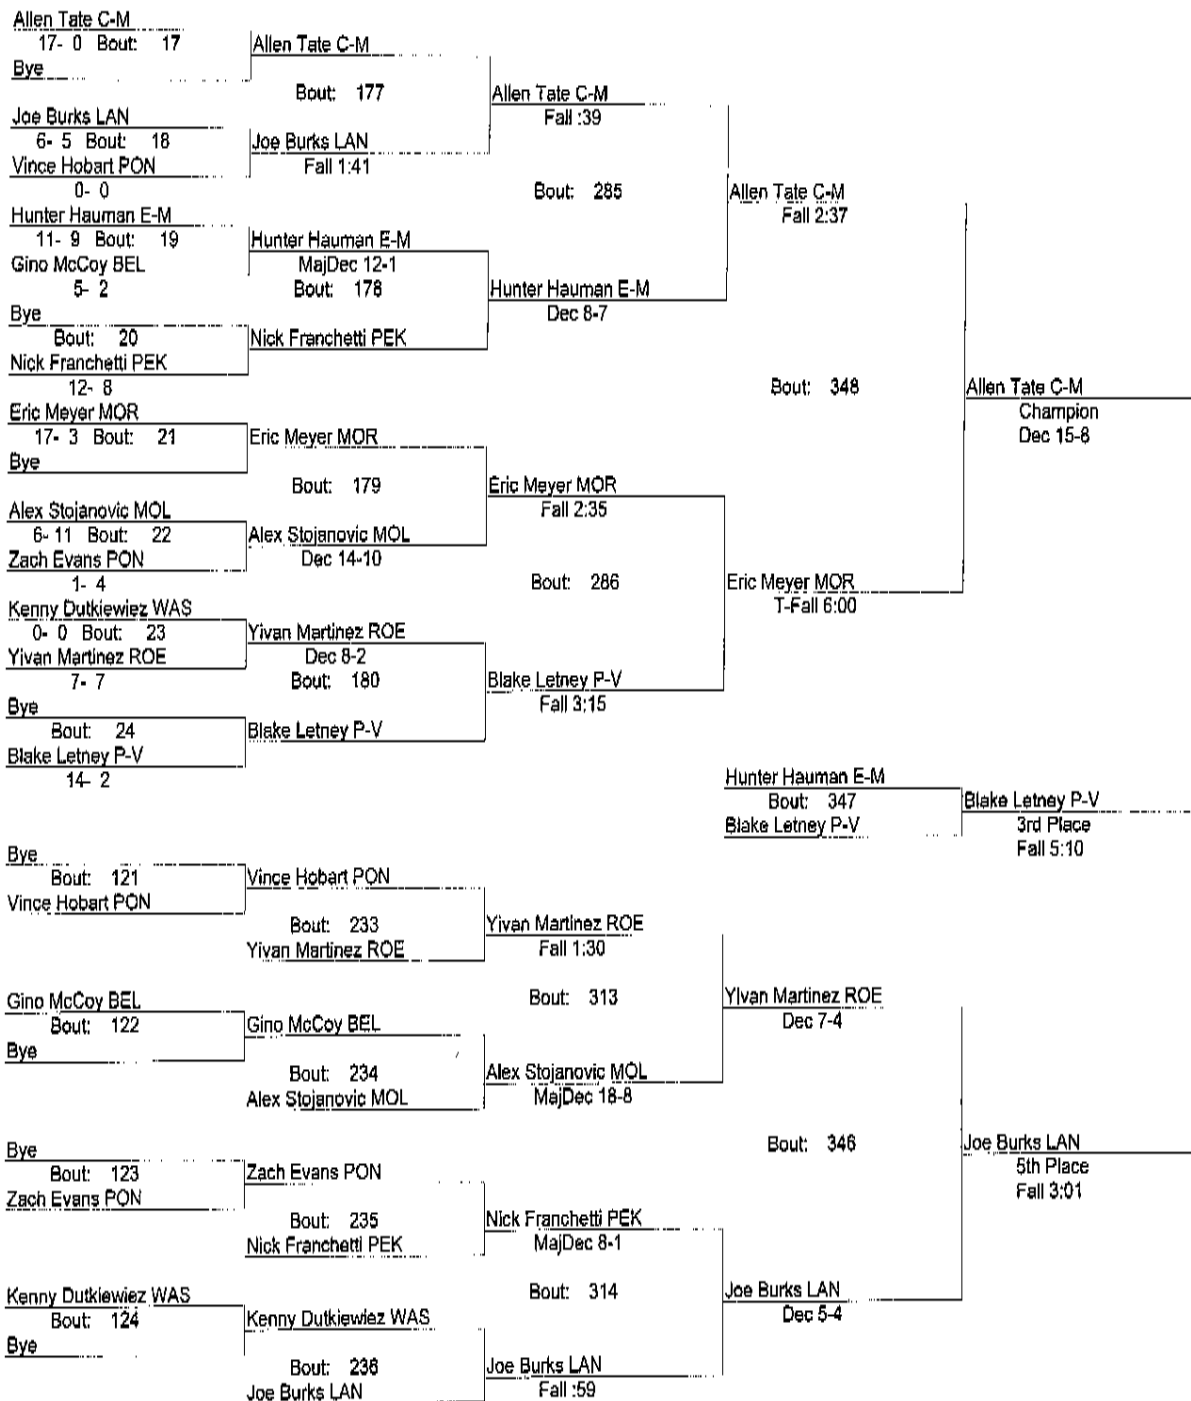 Allen Tate C-M
17- 0 Bout: 17
Bye
Allen Tate C-M
Bout: 177
Joe Burks LAN
6- 5 Bout: 18
Vince Hobart PON
0- 0
Joe Burks LAN
Fall 1:41
Allen Tate C-M
Fall :39
Bout: 285
Hunter Hauman E-M
11- 9 Bout: 19
Gino McCoy BEL
5- 2
Hunter Hauman E-M
MajDec 12-1
Bout: 178
Bye
Bout: 20
Nick Franchetti PEK
12- 8
Nick Franchetti PEK
Hunter Hauman E-M
Dec 8-7
Allen Tate C-M
Fall 2:37
Bout: 348
Allen Tate C-M
Champion
Dec 15-8
Eric Meyer MOR
17- 3 Bout: 21
Bye
Eric Meyer MOR
Bout: 179
Alex Stojanovic MOL
6- 11 Bout: 22
Zach Evans PON
1- 4
Alex Stojanovic MOL
Dec 14-10
Eric Meyer MOR
Fall 2:35
Bout: 286
Eric Meyer MOR
T-Fall 6:00
Kenny Dutkiewiez WAS
0- 0 Bout: 23
Yivan Martinez ROE
7- 7
Yivan Martinez ROE
Dec 8-2
Bout: 180
Bye
Bout: 24
Blake Letney P-V
14- 2
Blake Letney P-V
Blake Letney P-V
Fall 3:15
Hunter Hauman E-M
Bout: 347
Blake Letney P-V
Blake Letney P-V
3rd Place
Fall 5:10
Bye
Bout: 121
Vince Hobart PON
Vince Hobart PON
Bout: 233
Yivan Martinez ROE
Yivan Martinez ROE
Fall 1:30
Bout: 313
Gino McCoy BEL
Bout: 122
Bye
Gino McCoy BEL
Bout: 234
Alex Stojanovic MOL
Alex Stojanovic MOL
MajDec 18-8
Yivan Martinez ROE
Dec 7-4
Bout: 346
Joe Burks LAN
5th Place
Fall 3:01
Bye
Bout: 123
Zach Evans PON
Zach Evans PON
Bout: 235
Nick Franchetti PEK
Nick Franchetti PEK
MajDec 8-1
Bout: 314
Joe Burks LAN
Dec 5-4
Kenny Dutkiewiez WAS
Bout: 124
Bye
Kenny Dutkiewiez WAS
Bout: 236
Joe Burks LAN
Joe Burks LAN
Fall :59